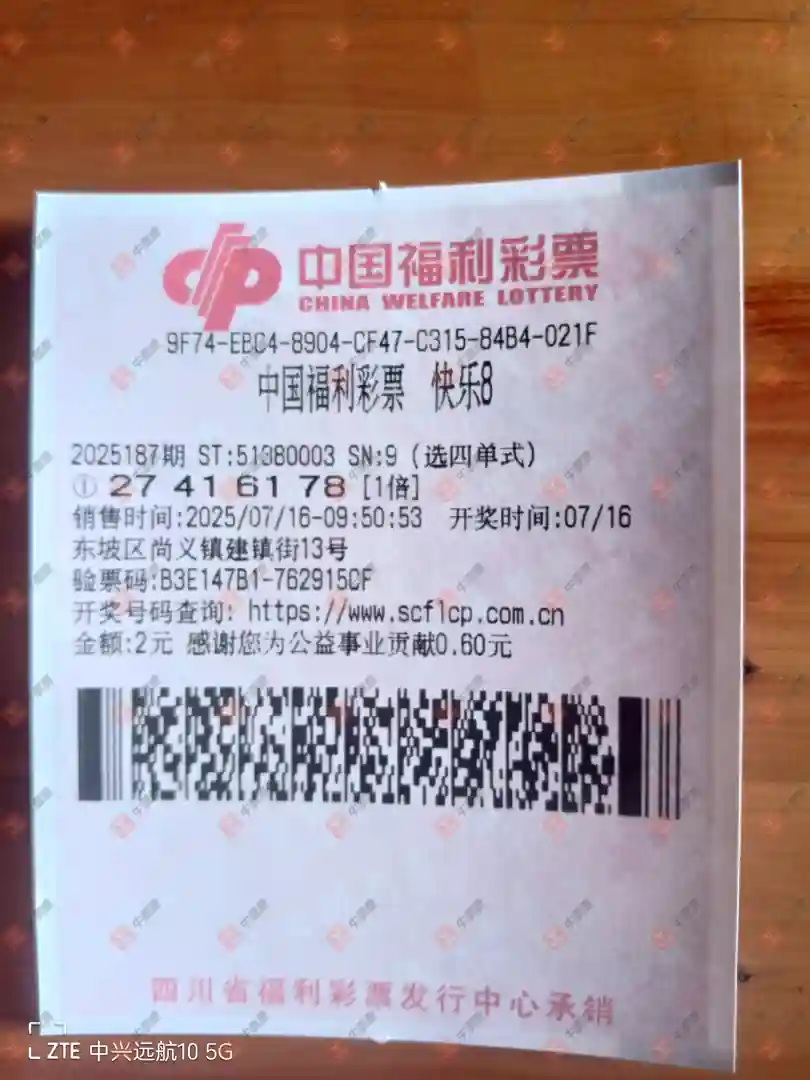 中国福利彩票
CHINA WELFARE LOTTERY
9F74-EBC4-8904-CF47-C315-84B4-021F
中国福利彩票 快乐8
2025187期 ST:51380003 SN:9 (选四单式)
① 27 41 61 78 [1倍]
销售时间:2025/07/16-09:50:53 开奖时间:07/16
东坡区尚义镇建镇街13号
验票码:B3E147B1-762915CF
开奖号码查询: https://www.scflcp.com.cn
金额:2元 感谢您为公益事业贡献0.60元
四川省福利彩票发行中心承销
ZTE 中兴远航10 5G